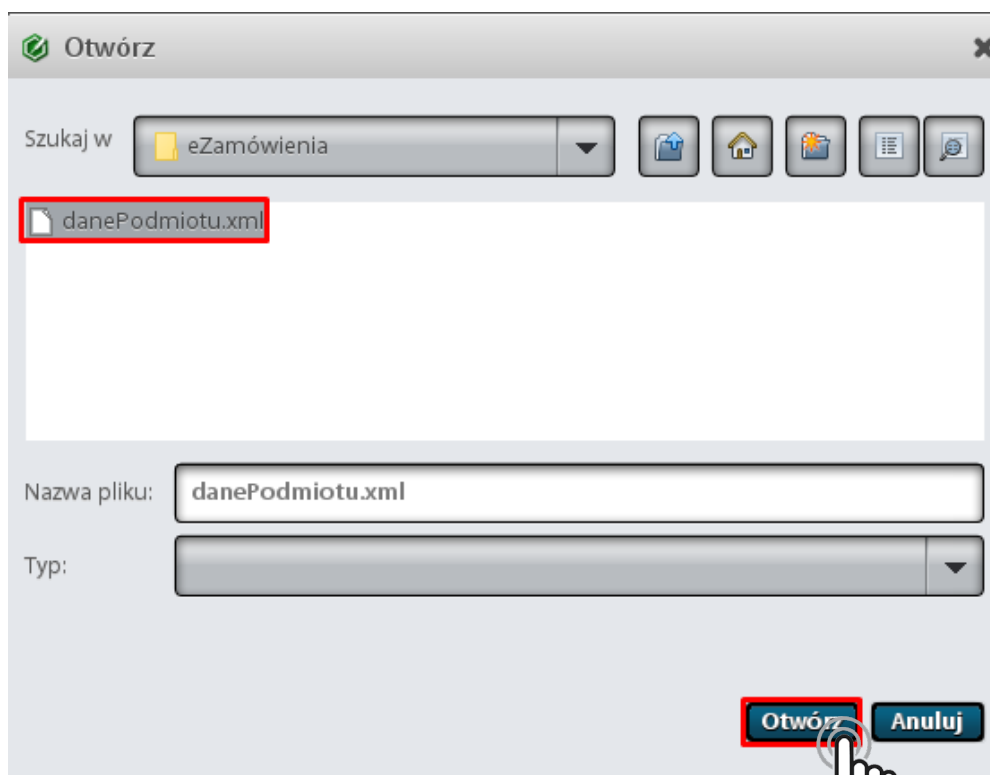 Otwórz
Szukaj w eZamówienia
danePodmiotu.xml
Nazwa pliku: danePodmiotu.xml
Typ:
Otwórz Anuluj